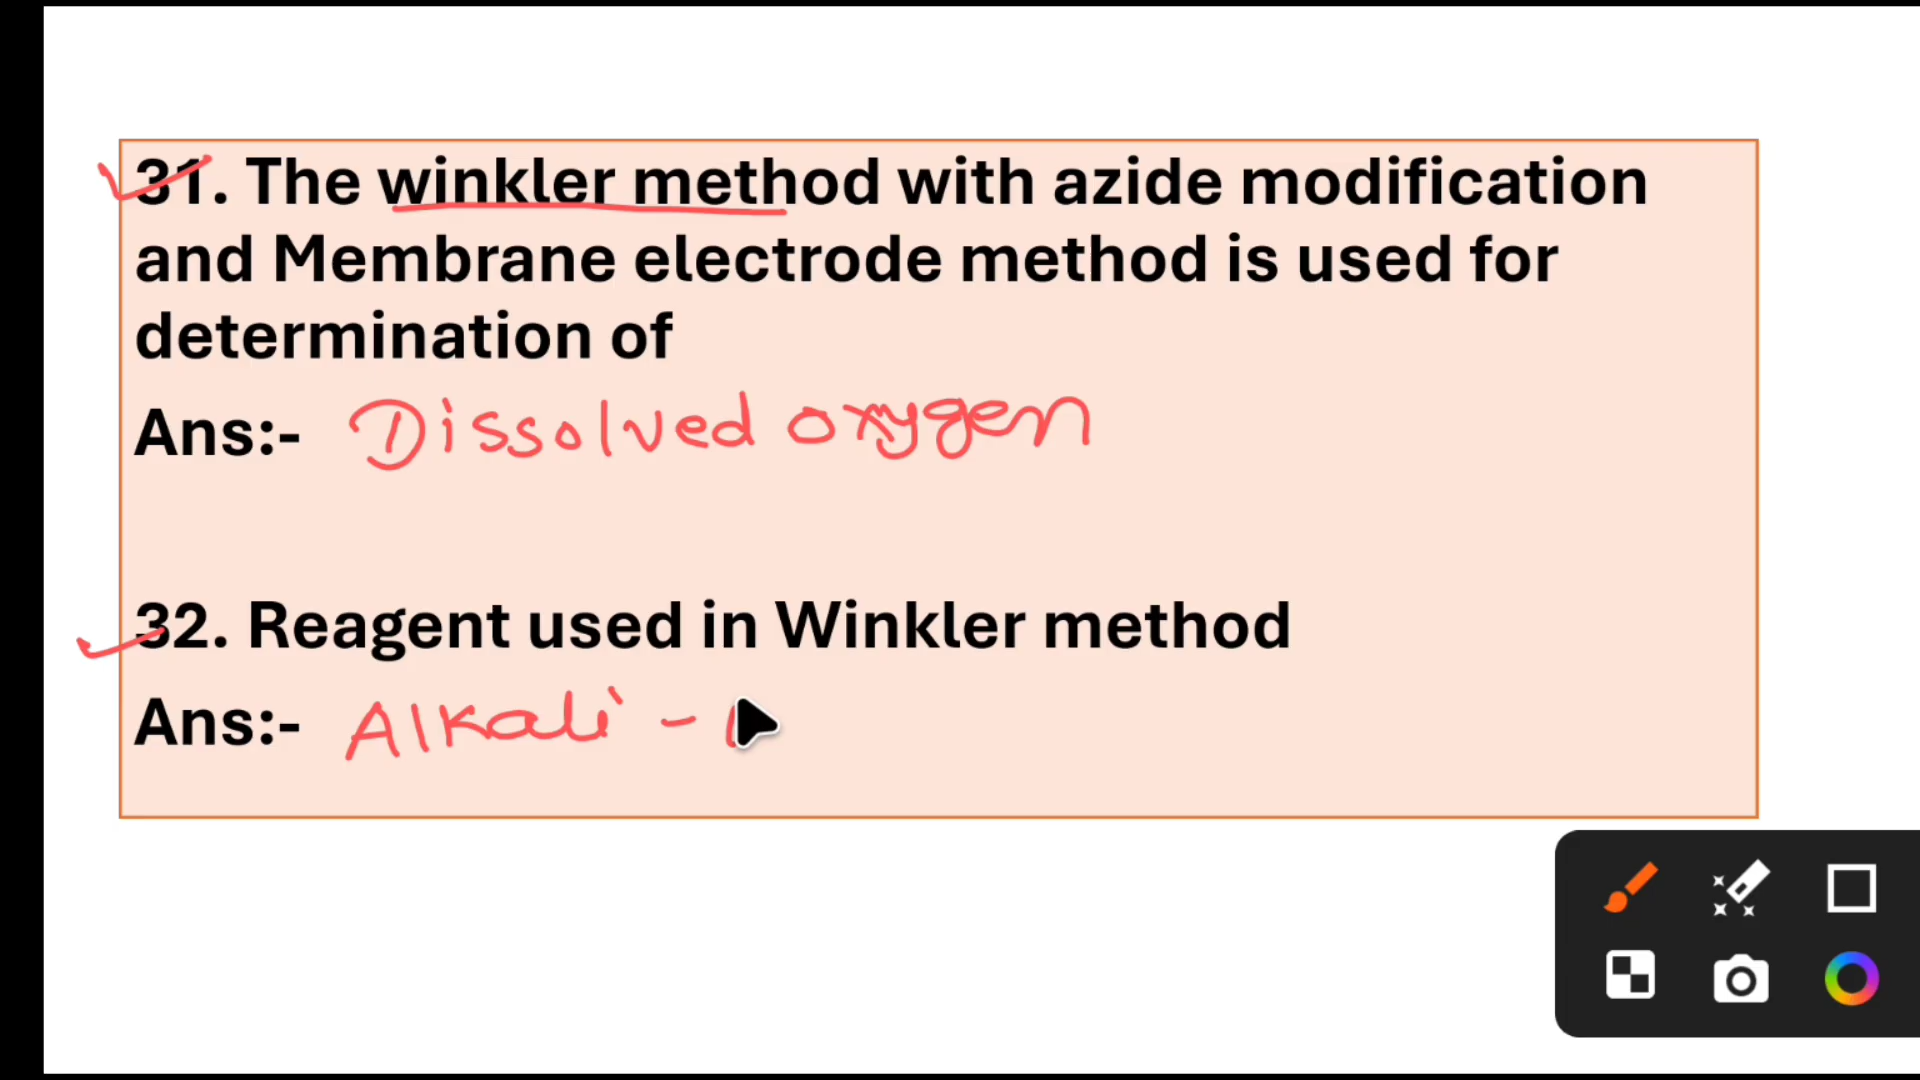 31. The winkler method with azide modification
and Membrane electrode method is used for
determination of
Ans:- Dissolved oxygen
32. Reagent used in Winkler method
Ans:- Alkali -